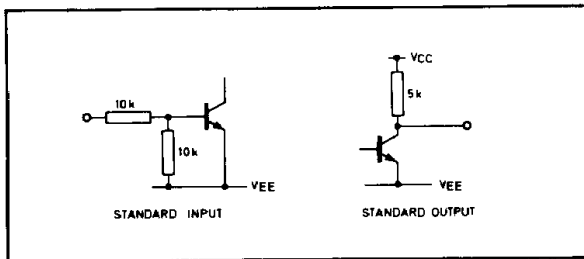 VCC
10k
5k
10k
VEE
VEE
STANDARD INPUT
STANDARD OUTPUT